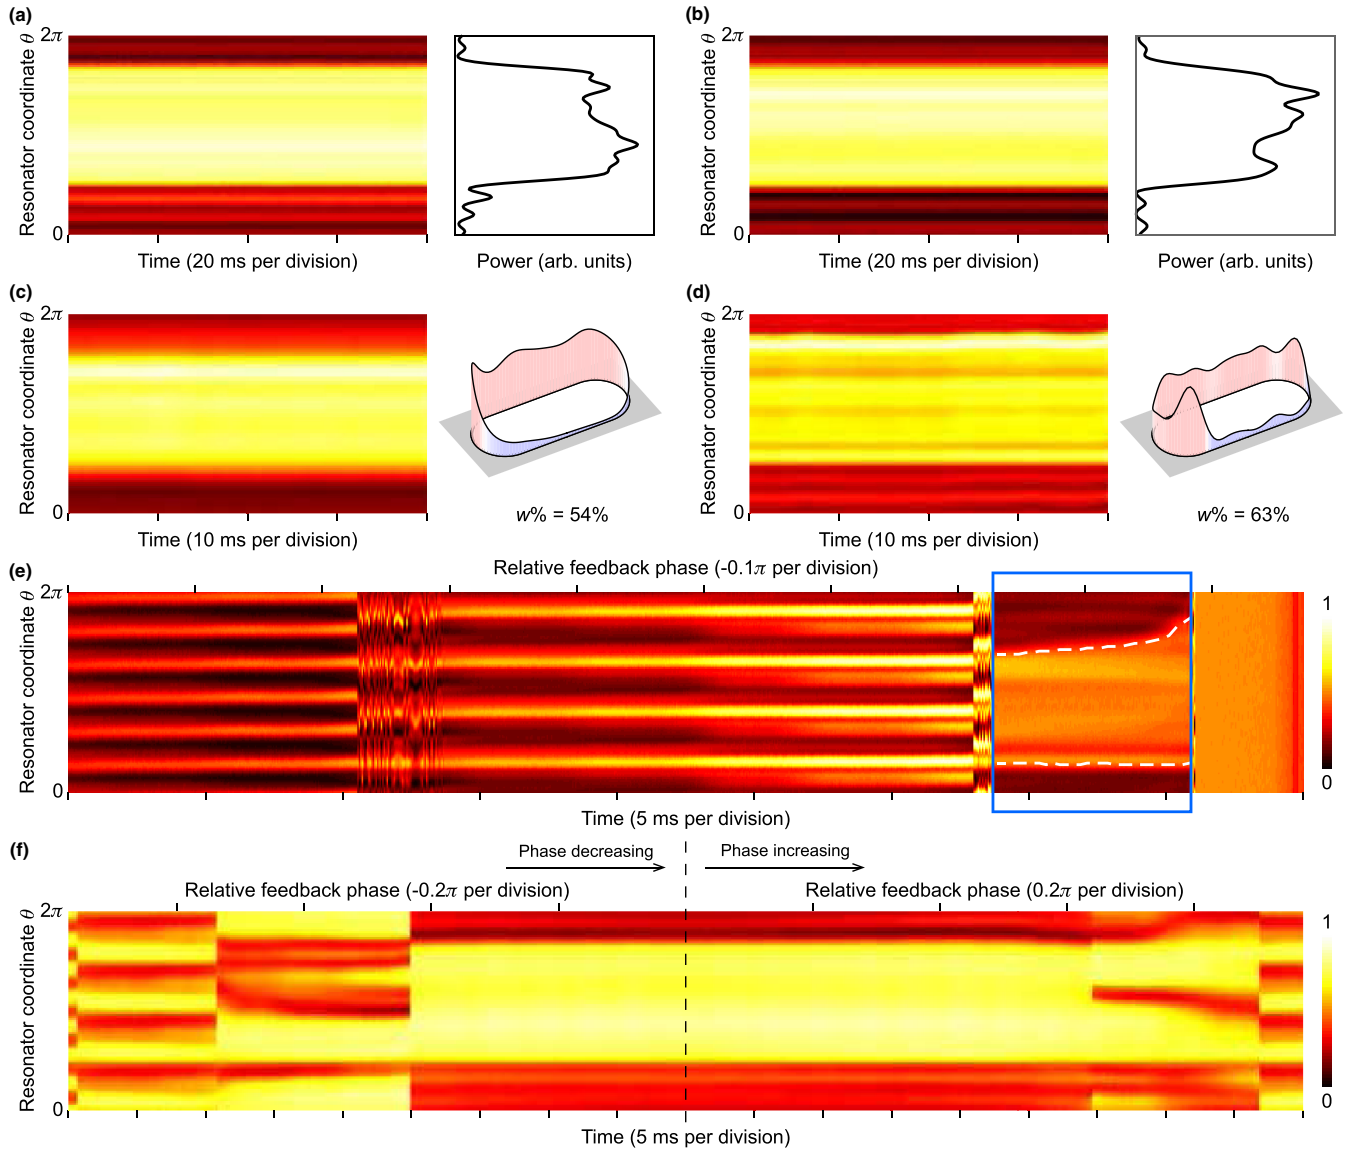 (a)
Resonator coordinate θ
2π
0
Time (20 ms per division)
Power (arb. units)
(b)
Resonator coordinate θ
2π
0
Time (20 ms per division)
Power (arb. units)
(c)
Resonator coordinate θ
2π
0
Time (10 ms per division)
w% = 54%
(d)
Resonator coordinate θ
2π
0
Time (10 ms per division)
w% = 63%
(e)
Relative feedback phase (-0.1π per division)
Resonator coordinate θ
2π
0
1
0
Time (5 ms per division)
(f)
Phase decreasing
Phase increasing
Relative feedback phase (-0.2π per division)
Relative feedback phase (0.2π per division)
Resonator coordinate θ
2π
0
1
0
Time (5 ms per division)